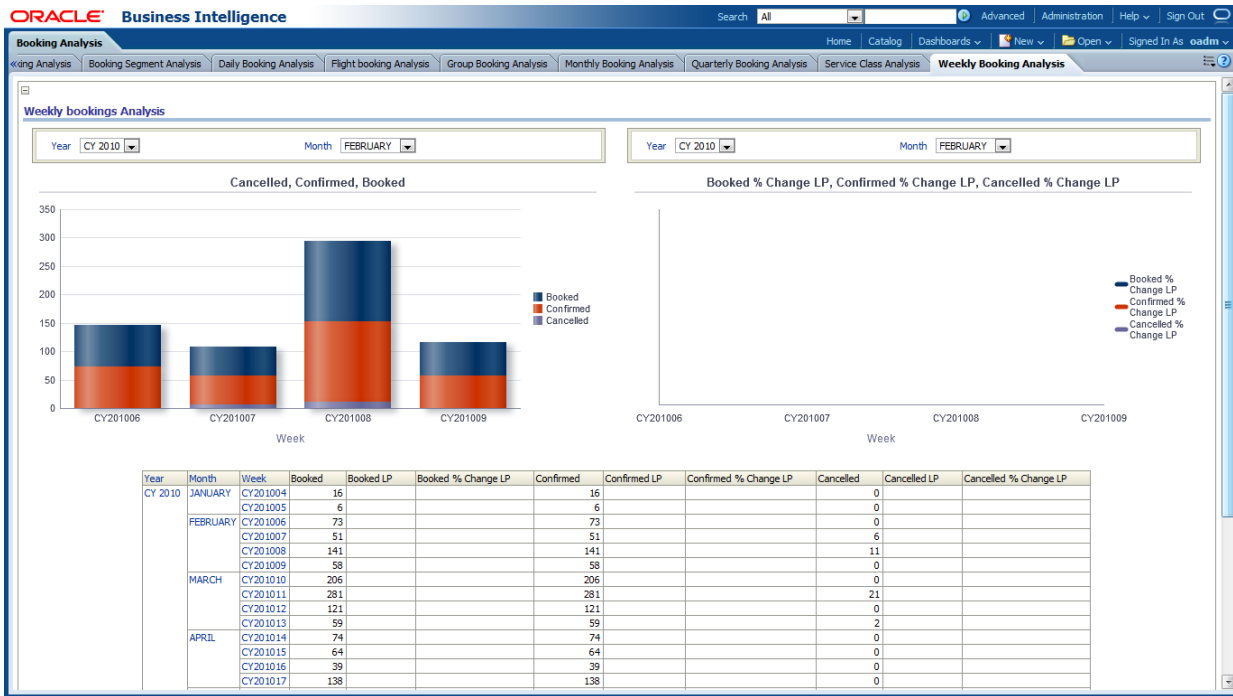 ORACLE Business Intelligence
Search All Advanced Administration Help Sign Out
Booking Analysis
Home Catalog Dashboards New Open Signed In As oadm
«king Analysis Booking Segment Analysis Daily Booking Analysis Flight booking Analysis Group Booking Analysis Monthly Booking Analysis Quarterly Booking Analysis Service Class Analysis Weekly Booking Analysis
Weekly bookings Analysis
Year CY 2010 Month FEBRUARY
Year CY 2010 Month FEBRUARY
Cancelled, Confirmed, Booked
350
300
250
200
150
100
50
0
CY201006 CY201007 CY201008 CY201009
Week
Booked
Confirmed
Cancelled
Booked % Change LP, Confirmed % Change LP, Cancelled % Change LP
CY201006 CY201007 CY201008 CY201009
Week
Booked %
Change LP
Confirmed %
Change LP
Cancelled %
Change LP
Year Month Week Booked Booked LP Booked % Change LP Confirmed Confirmed LP Confirmed % Change LP Cancelled Cancelled LP Cancelled % Change LP
CY 2010 JANUARY CY201004 16 16 0
CY201005 6 6 0
FEBRUARY CY201006 73 73 0
CY201007 51 51 6
CY201008 141 141 11
CY201009 58 58 0
MARCH CY201010 206 206 0
CY201011 281 281 21
CY201012 121 121 0
CY201013 59 59 2
APRIL CY201014 74 74 0
CY201015 64 64 0
CY201016 39 39 0
CY201017 138 138 0